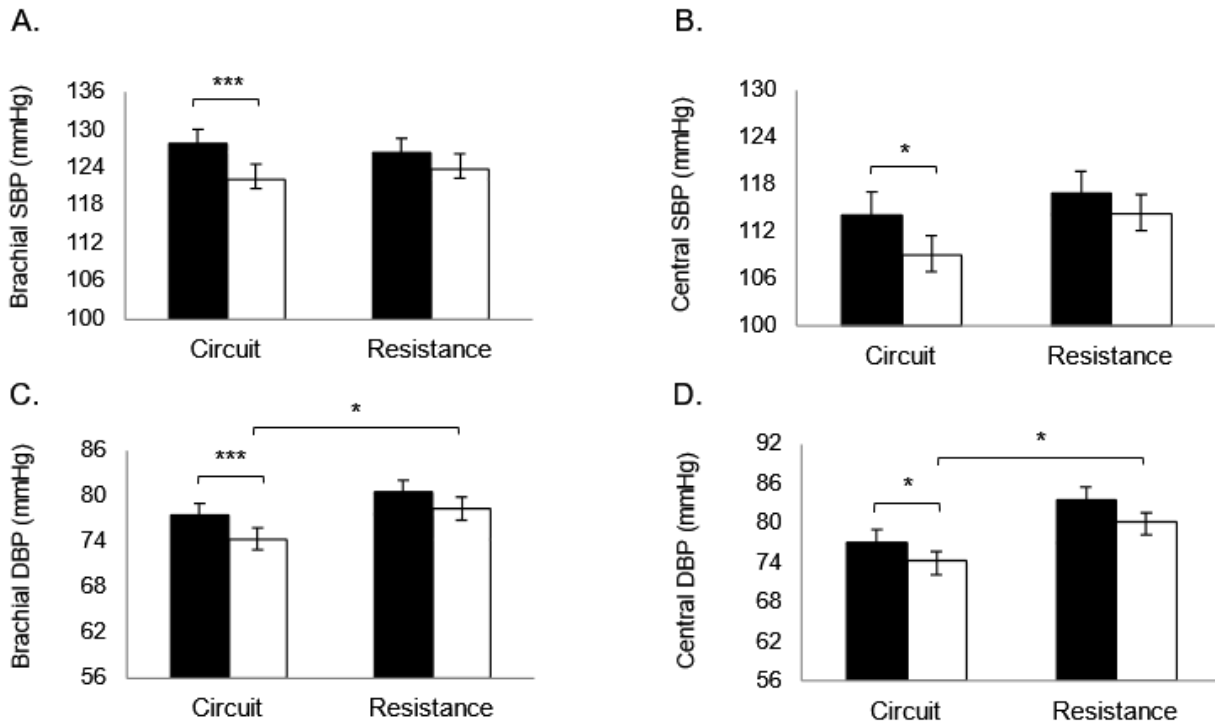 A.
Brachial SBP (mmHg)
136
130
124
118
112
106
100
***
Circuit
Resistance
B.
Central SBP (mmHg)
130
124
118
112
106
100
*
Circuit
Resistance
C.
Brachial DBP (mmHg)
86
80
74
68
62
56
***
*
Circuit
Resistance
D.
Central DBP (mmHg)
92
86
80
74
68
62
56
*
*
Circuit
Resistance